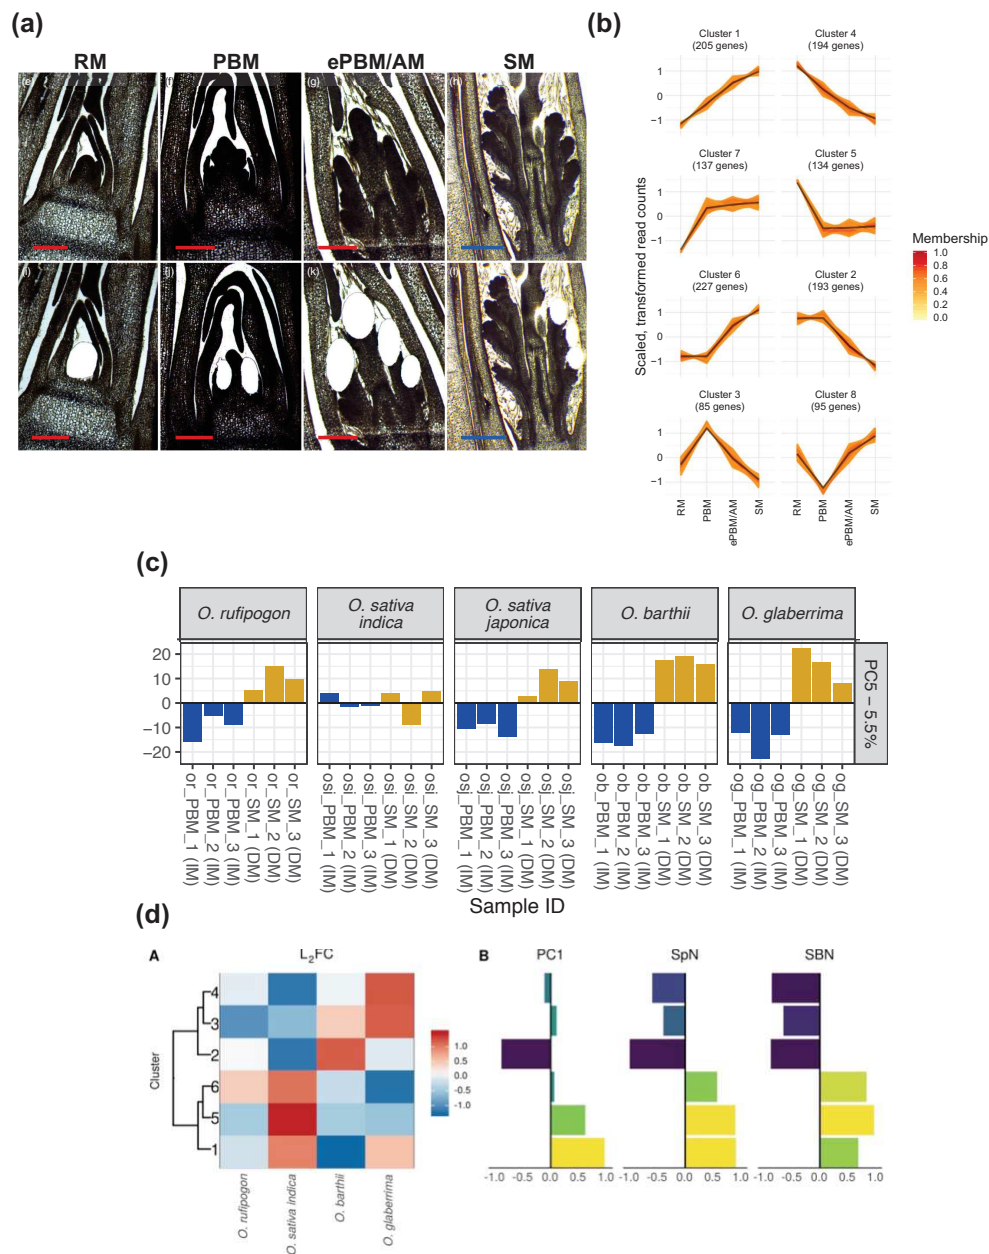 (a)
RM PBM ePBM/AM SM
(e) (f) (g) (h)
(i) (j) (k) (l)
(b)
Cluster 1
(205 genes)
Cluster 4
(194 genes)
1
0
−1
Cluster 7
(137 genes)
Cluster 5
(134 genes)
1
0
−1
Cluster 6
(227 genes)
Cluster 2
(193 genes)
1
0
−1
Cluster 3
(85 genes)
Cluster 8
(95 genes)
1
0
−1
RM PBM ePBM/AM SM RM PBM ePBM/AM SM
Scaled, transformed read counts
Membership
1.0
0.8
0.6
0.4
0.2
0.0
(c)
O. rufipogon
O. sativa
indica
O. sativa
japonica
O. barthii
O. glaberrima
20
10
0
−10
−20
PC5 − 5.5%
or_PBM_1 (IM)
or_PBM_2 (IM)
or_PBM_3 (IM)
or_SM_1 (DM)
or_SM_2 (DM)
or_SM_3 (DM)
osi_PBM_1 (IM)
osi_PBM_2 (IM)
osi_PBM_3 (IM)
osi_SM_1 (DM)
osi_SM_2 (DM)
osi_SM_3 (DM)
osj_PBM_1 (IM)
osj_PBM_2 (IM)
osj_PBM_3 (IM)
osj_SM_1 (DM)
osj_SM_2 (DM)
osj_SM_3 (DM)
ob_PBM_1 (IM)
ob_PBM_2 (IM)
ob_PBM_3 (IM)
ob_SM_1 (DM)
ob_SM_2 (DM)
ob_SM_3 (DM)
og_PBM_1 (IM)
og_PBM_2 (IM)
og_PBM_3 (IM)
og_SM_1 (DM)
og_SM_2 (DM)
og_SM_3 (DM)
Sample ID
(d)
A
L₂FC
Cluster
4
3
2
6
5
1
1.0
0.5
0.0
-0.5
-1.0
O. rufipogon
O. sativa indica
O. barthii
O. glaberrima
B
PC1 SpN SBN
-1.0 -0.5 0 0.5 1.0 -1.0 -0.5 0 0.5 1.0 -1.0 -0.5 0 0.5 1.0